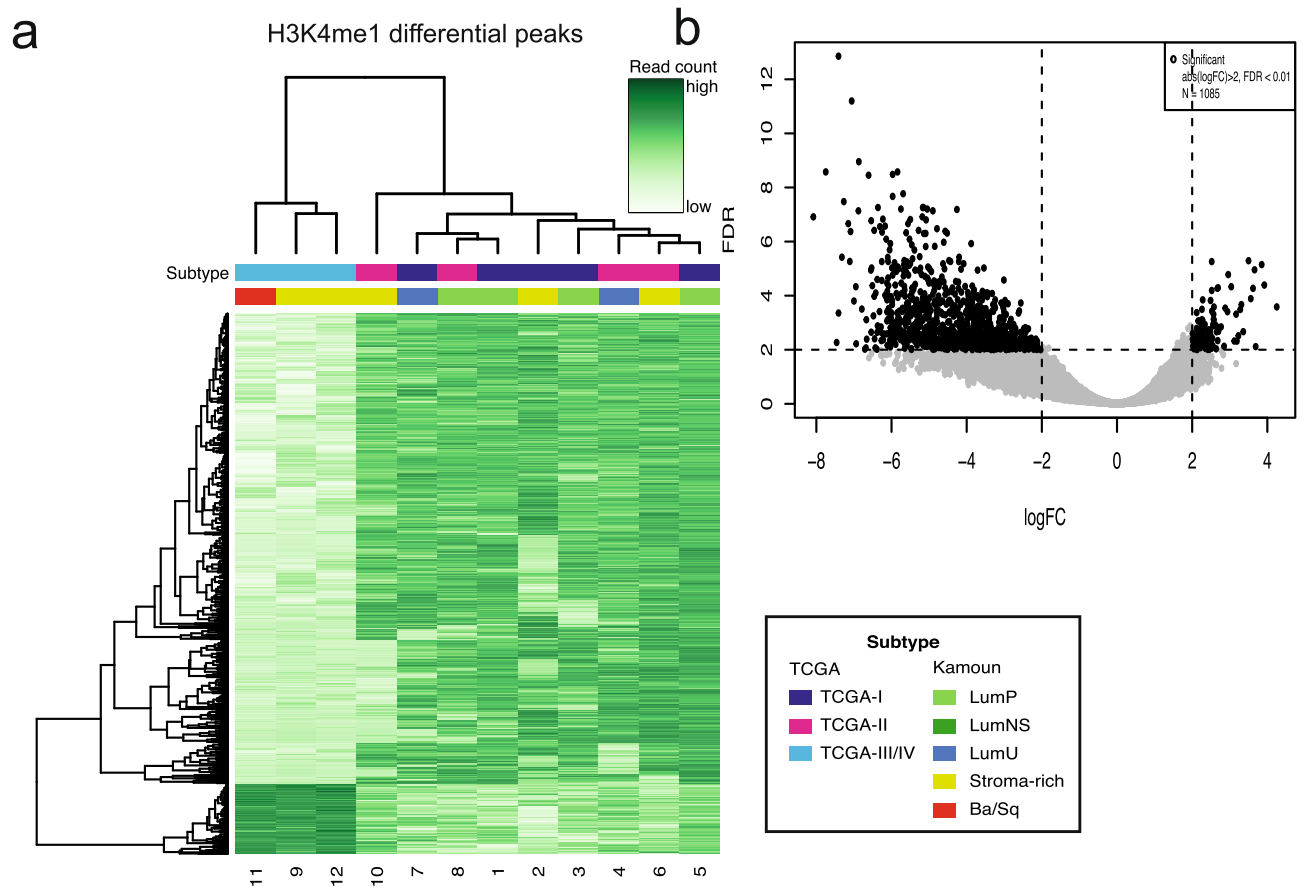 a
H3K4me1 differential peaks
Read count
high
low
Subtype
11 9 12 10 7 8 1 2 3 4 6 5
b
Significant
abs(logFC)>2, FDR < 0.01
N = 1085
FDR
12
10
8
6
4
2
0
−8 −6 −4 −2 0 2 4
logFC
Subtype
TCGA Kamoun
TCGA-I LumP
TCGA-II LumNS
TCGA-III/IV LumU
Stroma-rich
Ba/Sq